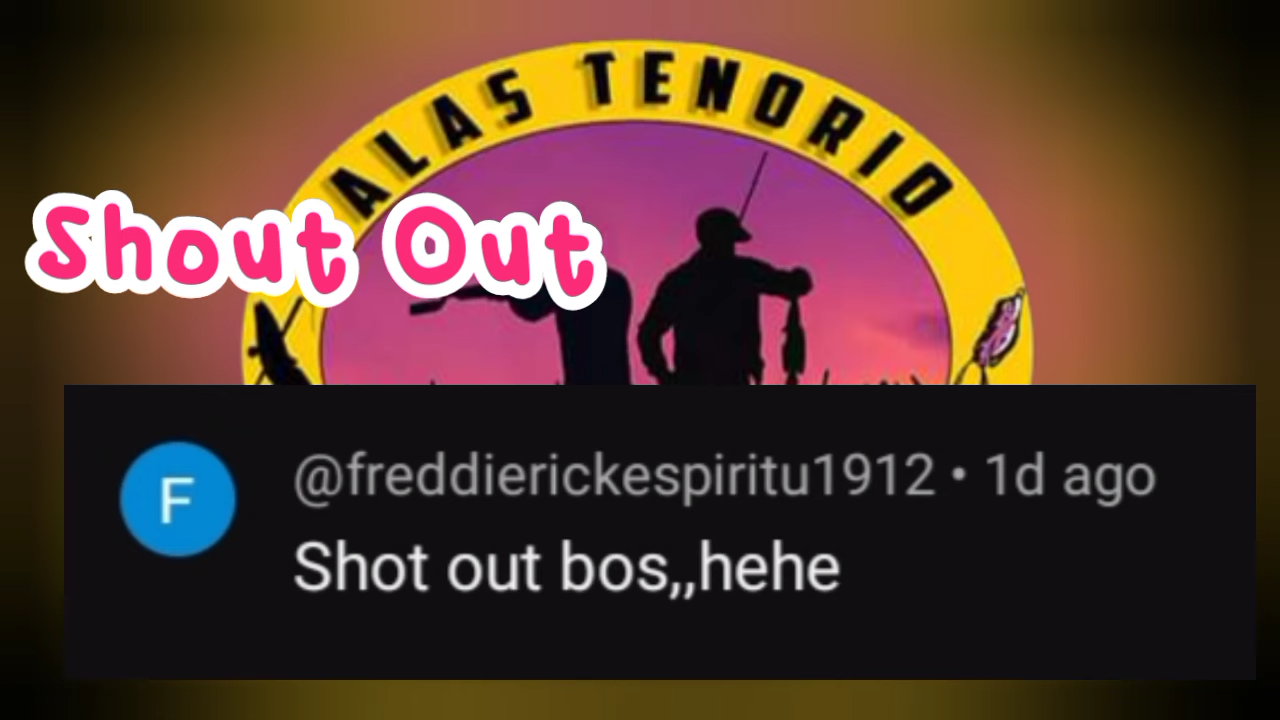 ALAS TENORIO
Shout Out
F
@freddierickespiritu1912 • 1d ago
Shot out bos,,hehe